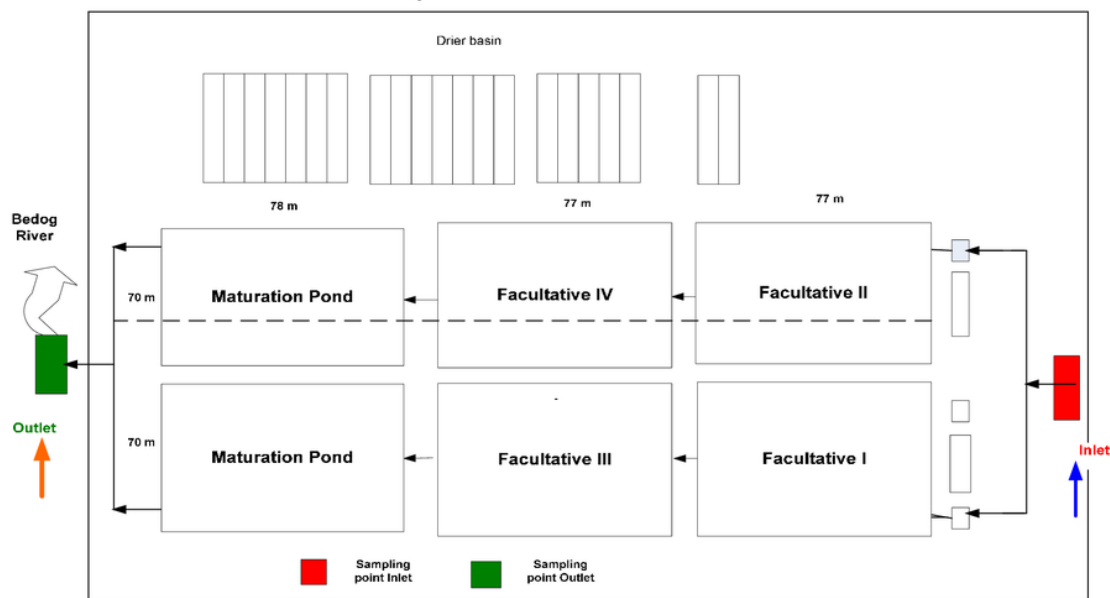 Drier basin
78 m
77 m
77 m
Bedog
River
70 m
Maturation Pond
Facultative IV
Facultative II
Outlet
70 m
Maturation Pond
Facultative III
Facultative I
Inlet
Sampling
point Inlet
Sampling
point Outlet